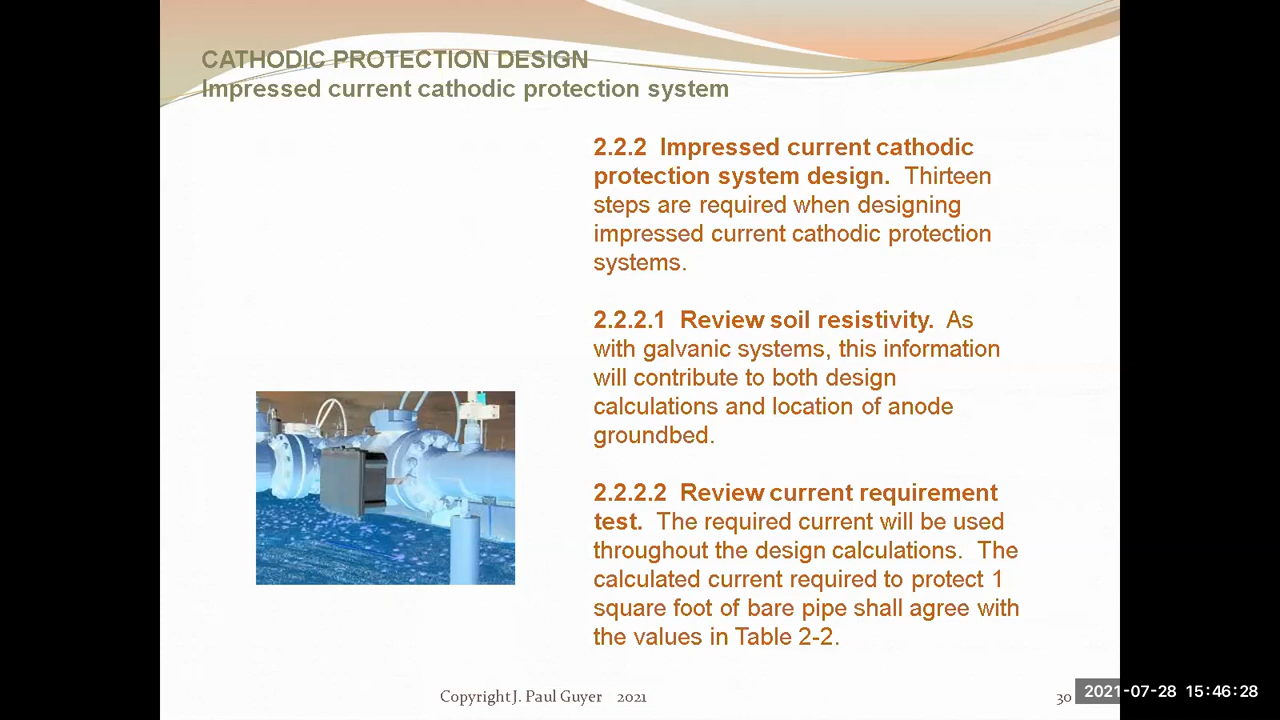 CATHODIC PROTECTION DESIGN
Impressed current cathodic protection system
2.2.2 Impressed current cathodic
protection system design. Thirteen
steps are required when designing
impressed current cathodic protection
systems.
2.2.2.1 Review soil resistivity. As
with galvanic systems, this information
will contribute to both design
calculations and location of anode
groundbed.
2.2.2.2 Review current requirement
test. The required current will be used
throughout the design calculations. The
calculated current required to protect 1
square foot of bare pipe shall agree with
the values in Table 2-2.
Copyright J. Paul Guyer 2021
30
2021-07-28 15:46:28